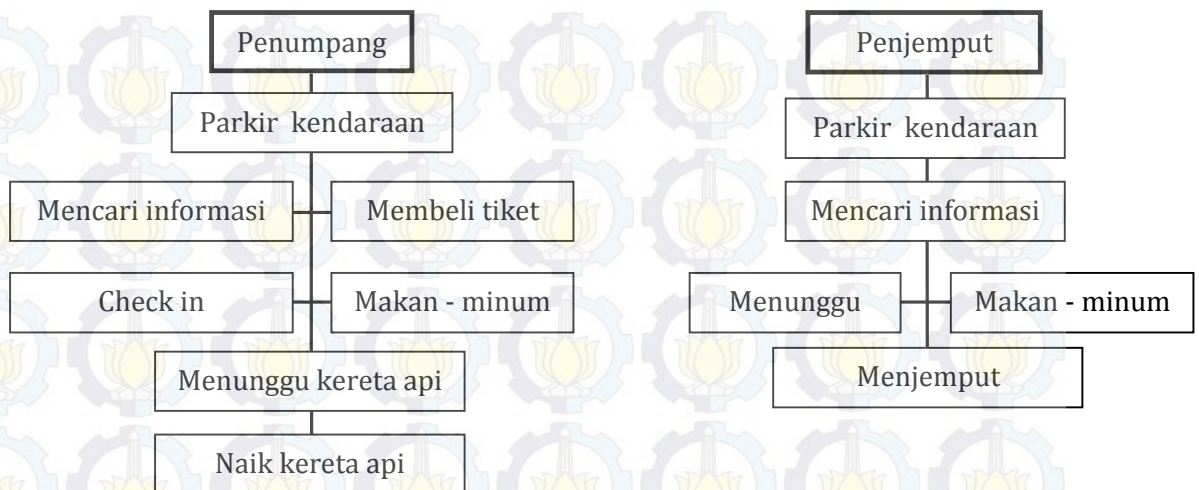 Penumpang
Parkir kendaraan
Mencari informasi
Membeli tiket
Check in
Makan - minum
Menunggu kereta api
Naik kereta api
Penjemput
Parkir kendaraan
Mencari informasi
Menunggu
Makan - minum
Menjemput